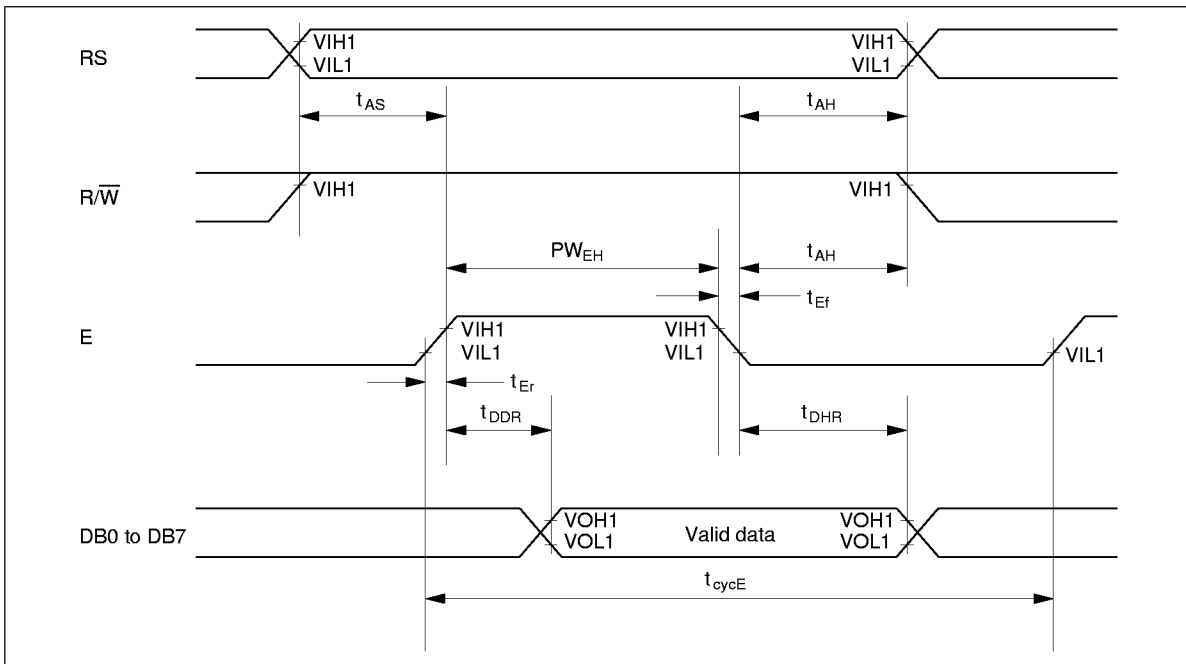 RS
VIH1
VIL1
VIH1
VIL1
tAS
tAH
R/W̅
VIH1
VIH1
PWEH
tAH
tEf
E
VIH1
VIL1
VIH1
VIL1
VIL1
tEr
tDDR
tDHR
DB0 to DB7
VOH1
VOL1
Valid data
VOH1
VOL1
tcycE